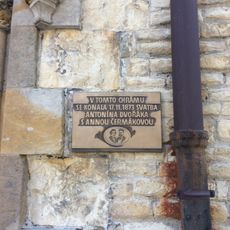 V TOMTO CHRÁMU
SE KONALA 17.11.1873 SVATBA
ANTONÍNA DVOŘÁKA
S ANNOU ČERMÁKOVOU